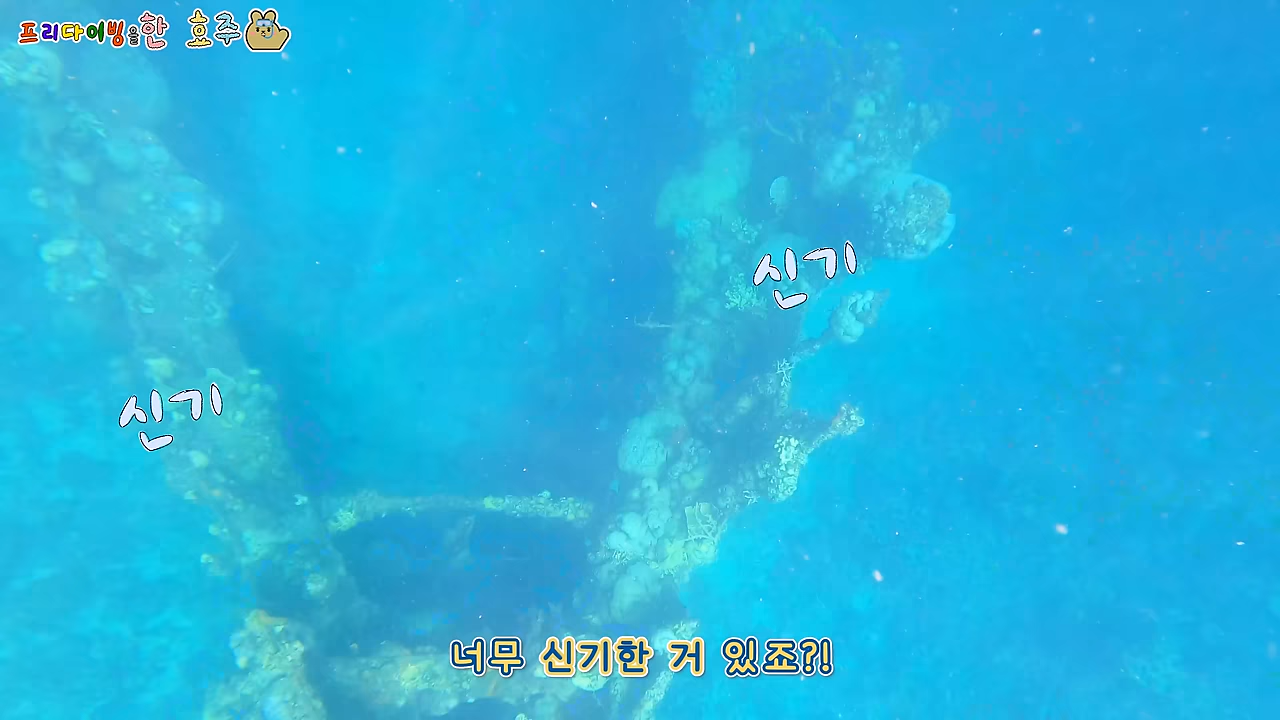 프리다이빙을한 효주
신기
신기
너무 신기한 거 있죠?!